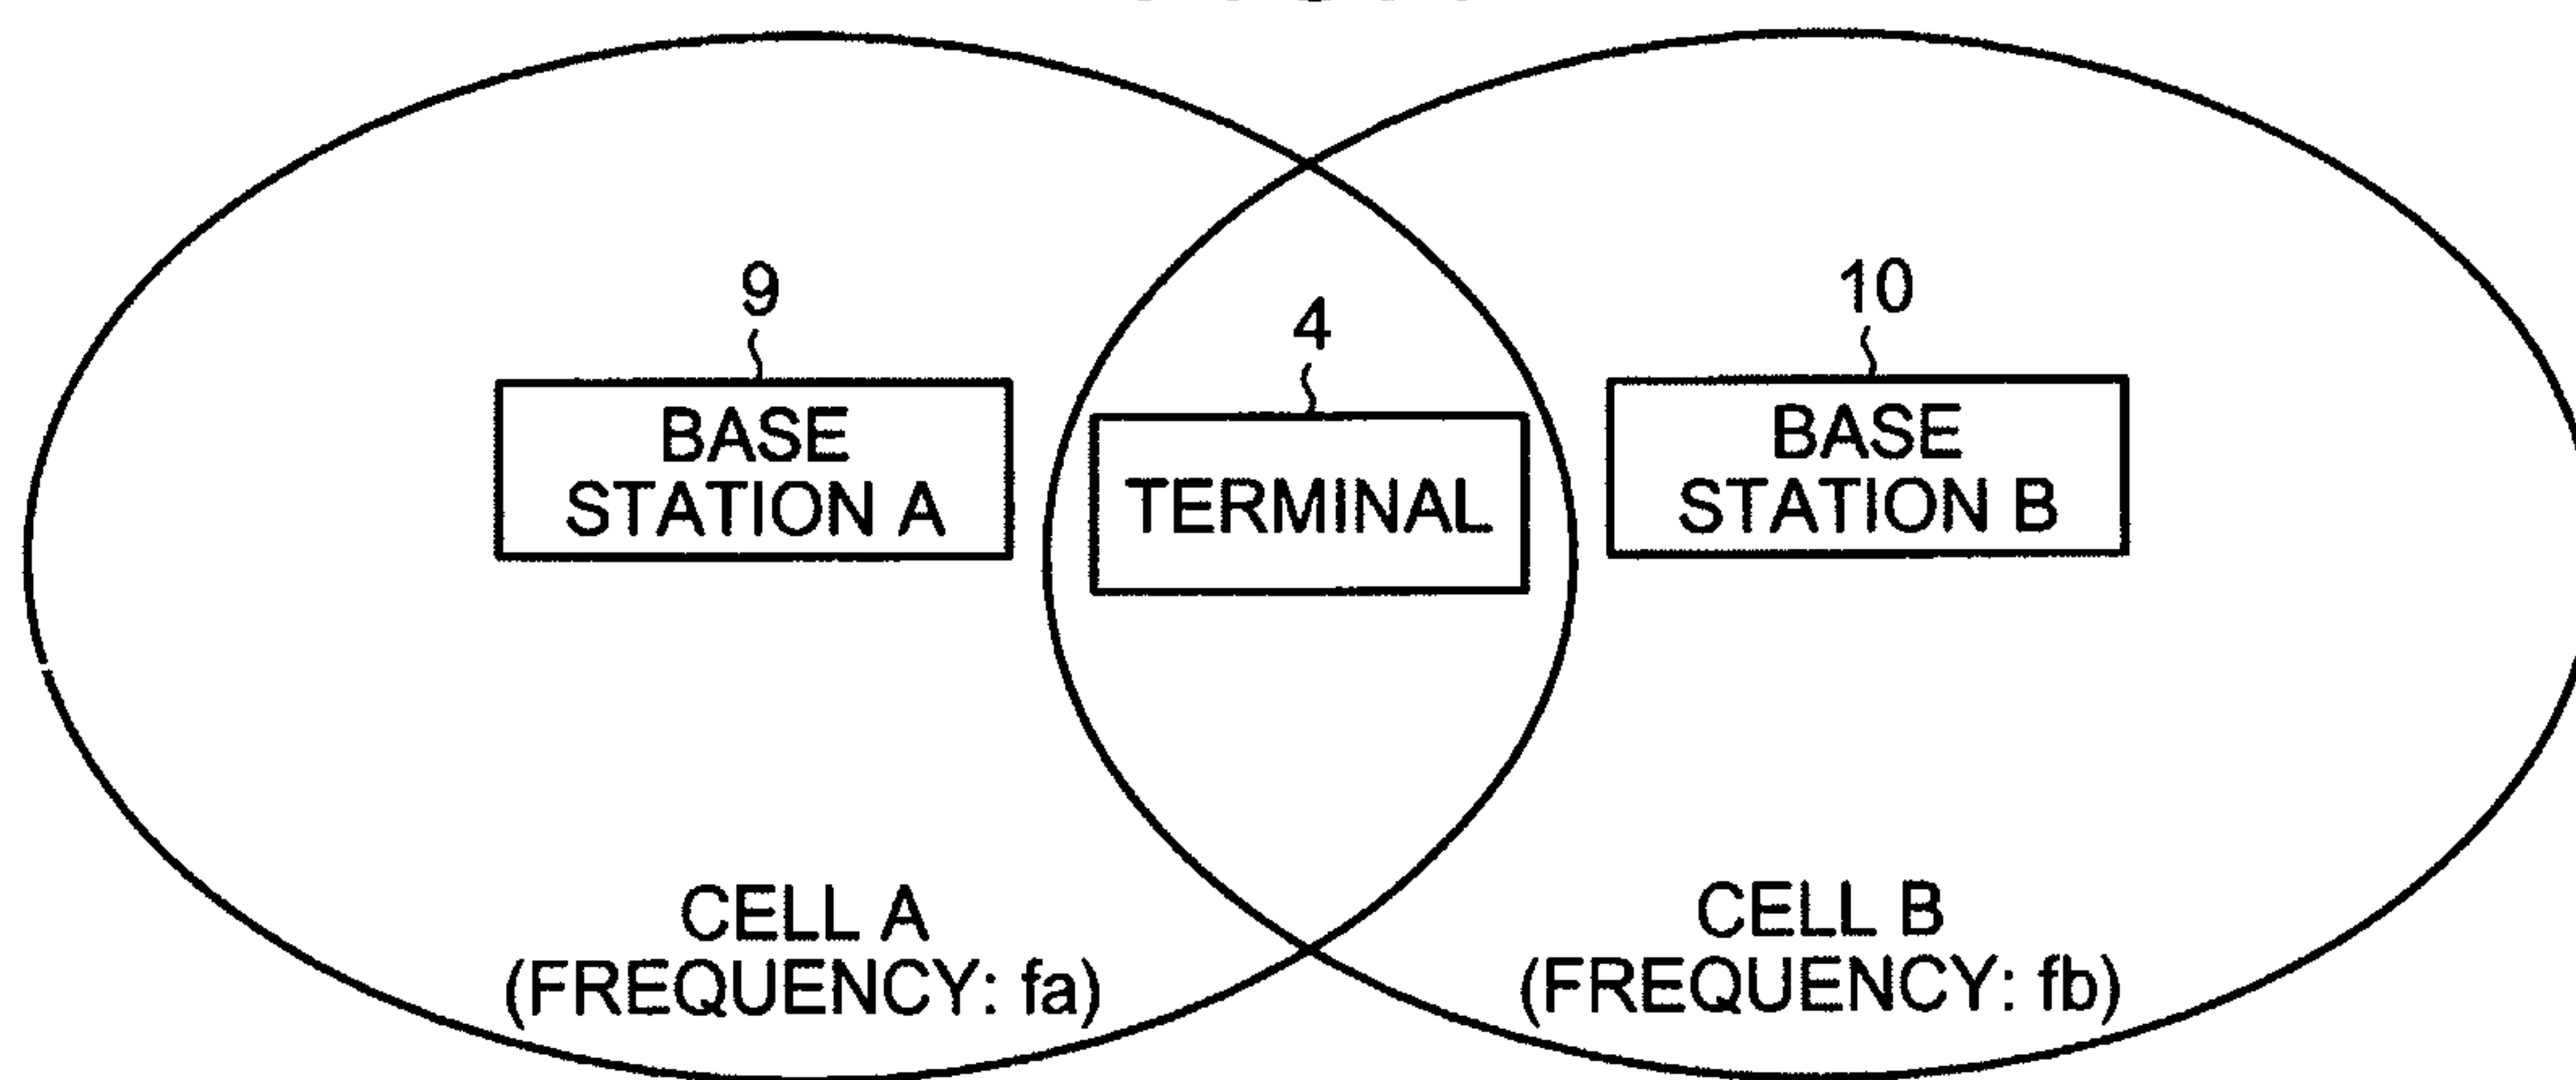 9
4
10
BASE
STATION A
TERMINAL
BASE
STATION B
CELL A
(FREQUENCY: fa)
CELL B
(FREQUENCY: fb)